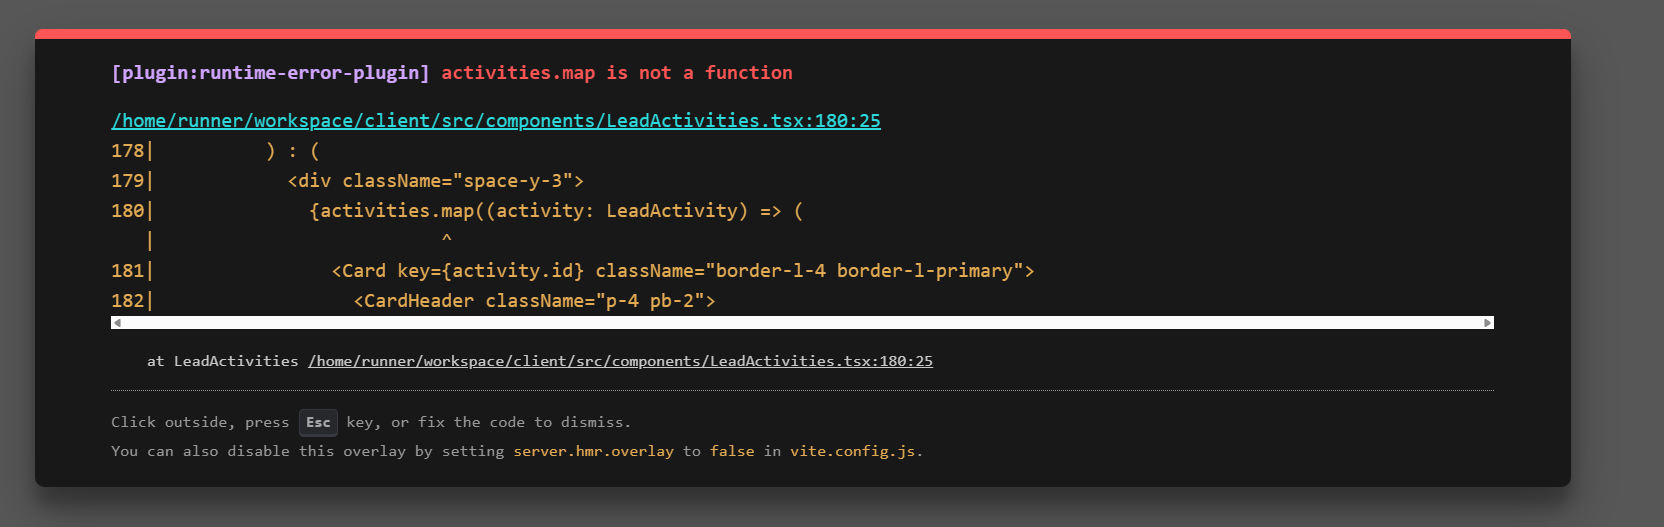 [plugin:runtime-error-plugin] activities.map is not a function
/home/runner/workspace/client/src/components/LeadActivities.tsx:180:25
178|          ) : (
179|            <div className="space-y-3">
180|              {activities.map((activity: LeadActivity) => (
   |                          ^
181|                <Card key={activity.id} className="border-l-4 border-l-primary">
182|                  <CardHeader className="p-4 pb-2">
at LeadActivities /home/runner/workspace/client/src/components/LeadActivities.tsx:180:25
Click outside, press Esc key, or fix the code to dismiss.
You can also disable this overlay by setting server.hmr.overlay to false in vite.config.js.